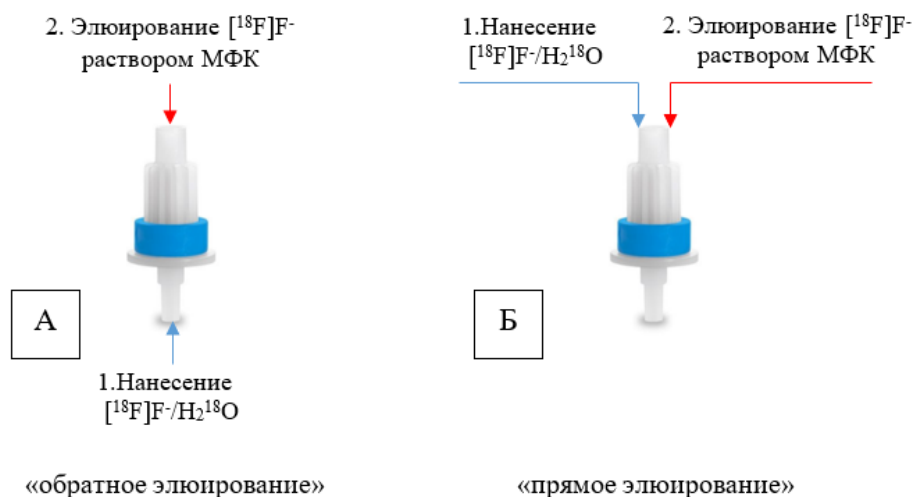 2. Элюирование [¹⁸F]F⁻
раствором МФК
А
1.Нанесение
[¹⁸F]F⁻/H₂¹⁸O
«обратное элюирование»
1.Нанесение
[¹⁸F]F⁻/H₂¹⁸O
2. Элюирование [¹⁸F]F⁻
раствором МФК
Б
«прямое элюирование»